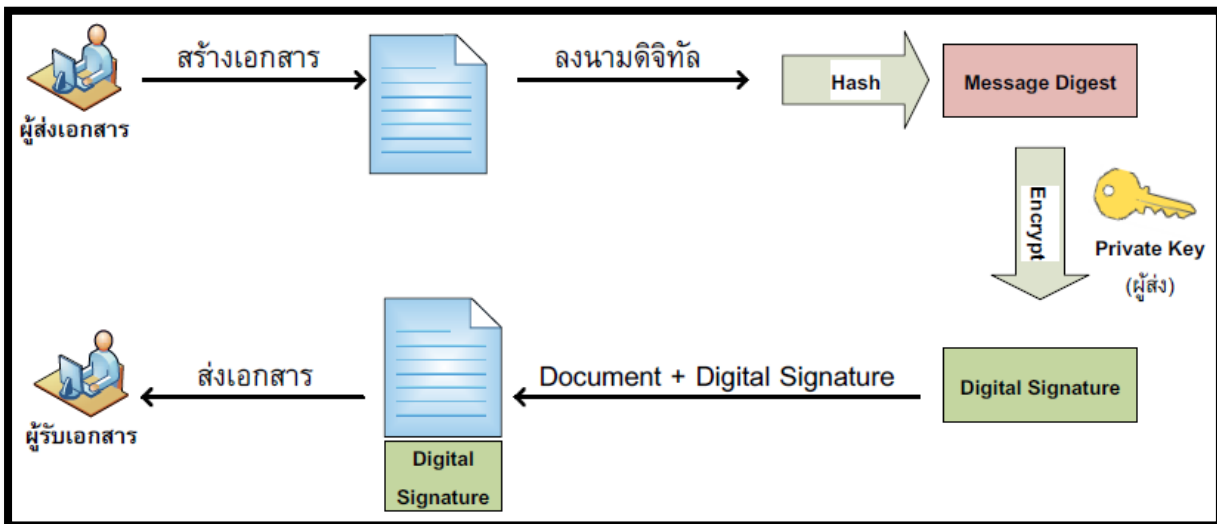 สร้างเอกสาร
ลงนามดิจิทัล
Hash
Message Digest
ผู้ส่งเอกสาร
Encrypt
Private Key
(ผู้ส่ง)
ส่งเอกสาร
Document + Digital Signature
Digital Signature
ผู้รับเอกสาร
Digital
Signature